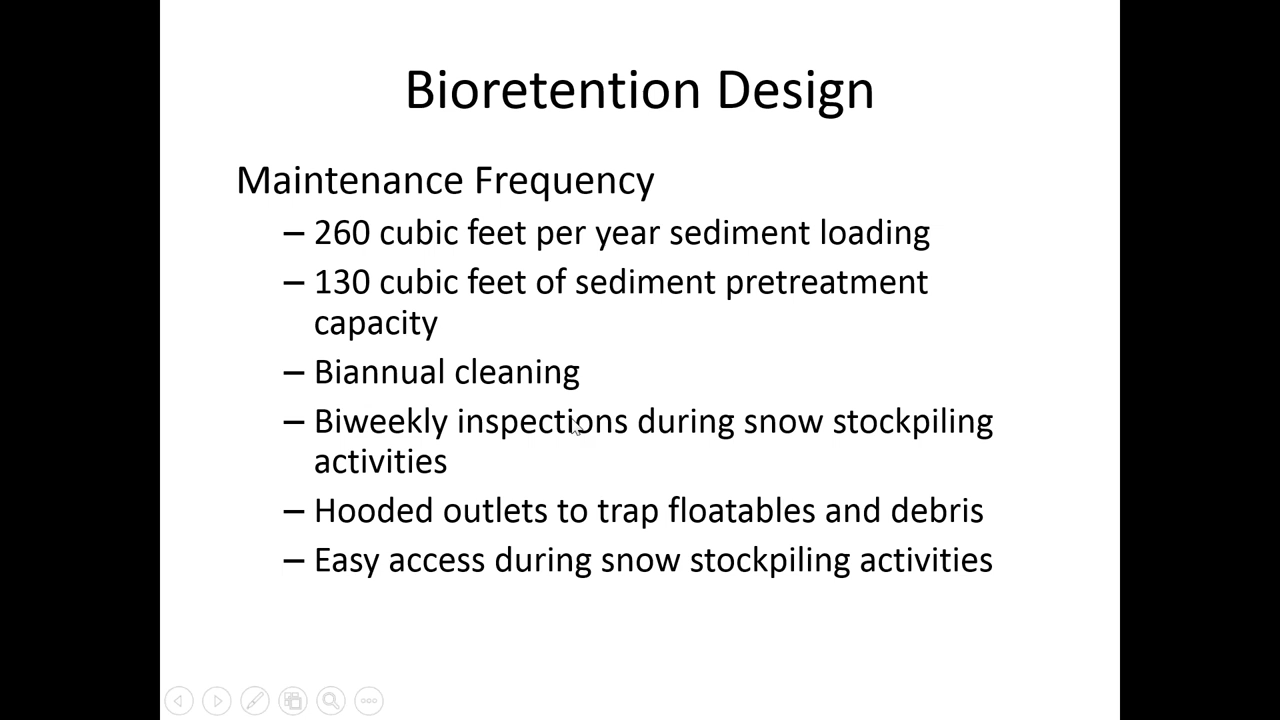 Bioretention Design
Maintenance Frequency
– 260 cubic feet per year sediment loading
– 130 cubic feet of sediment pretreatment
capacity
– Biannual cleaning
– Biweekly inspections during snow stockpiling
activities
– Hooded outlets to trap floatables and debris
– Easy access during snow stockpiling activities